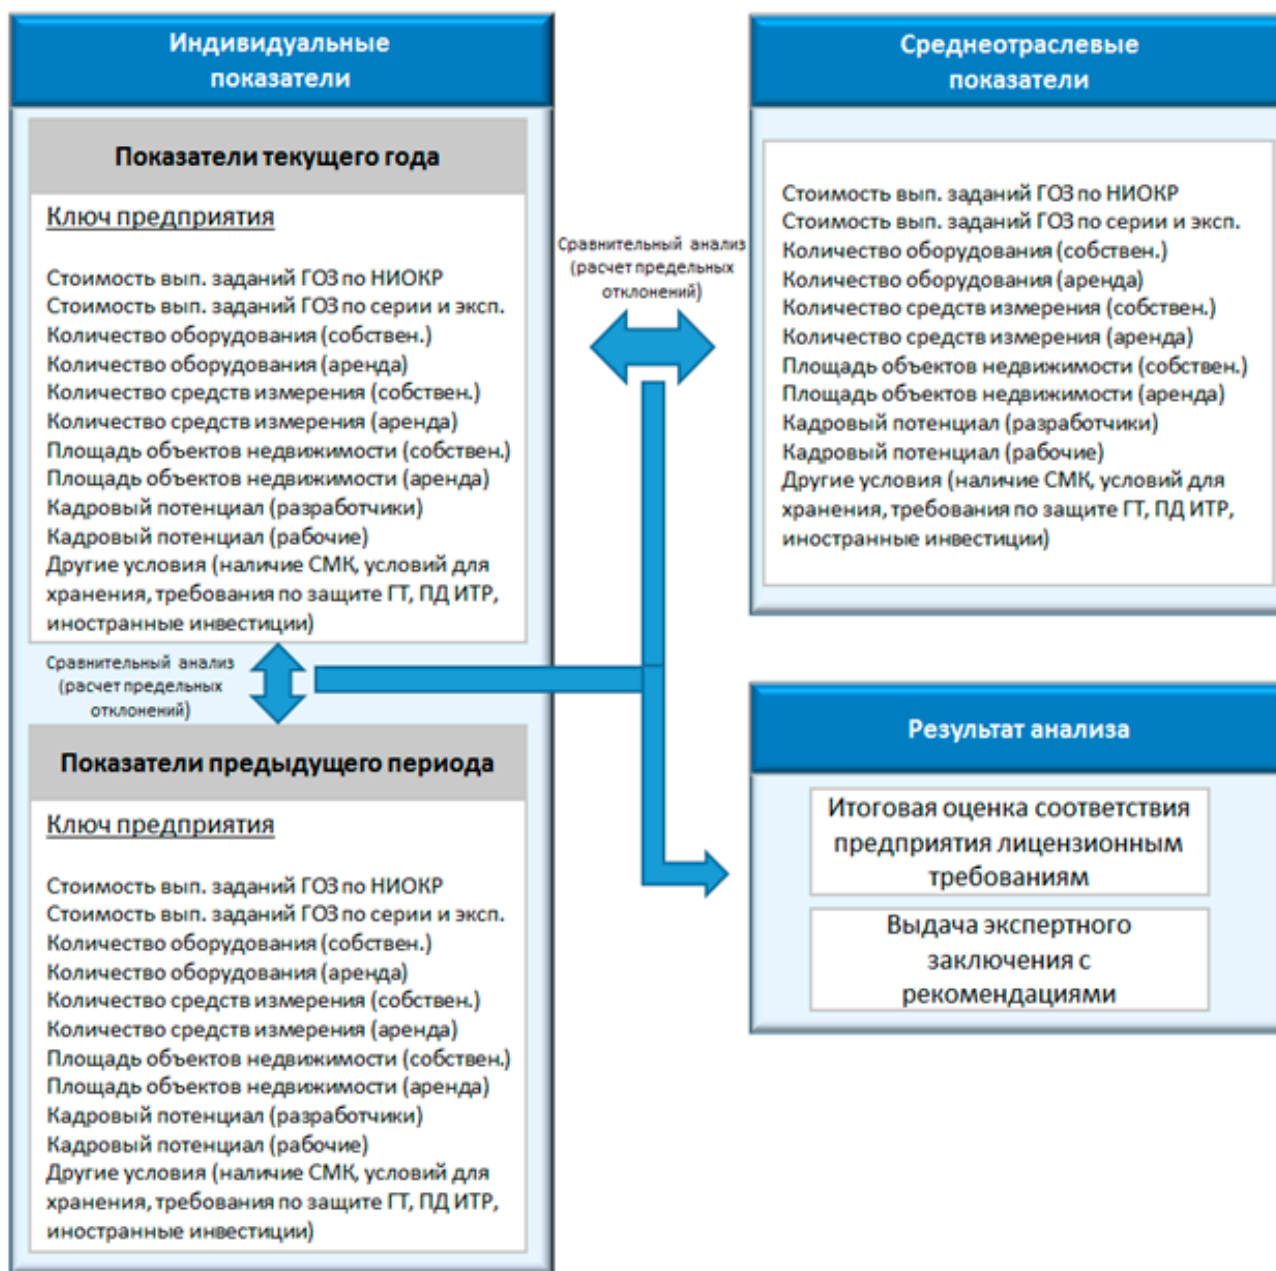 Индивидуальные
показатели
Показатели текущего года
Ключ предприятия
Стоимость вып. заданий ГОЗ по НИОКР
Стоимость вып. заданий ГОЗ по серии и эксп.
Количество оборудования (собствен.)
Количество оборудования (аренда)
Количество средств измерения (собствен.)
Количество средств измерения (аренда)
Площадь объектов недвижимости (собствен.)
Площадь объектов недвижимости (аренда)
Кадровый потенциал (разработчики)
Кадровый потенциал (рабочие)
Другие условия (наличие СМК, условий для
хранения, требования по защите ГТ, ПД ИТР,
иностранные инвестиции)
Сравнительный анализ
(расчет предельных
отклонений)
Показатели предыдущего периода
Ключ предприятия
Стоимость вып. заданий ГОЗ по НИОКР
Стоимость вып. заданий ГОЗ по серии и эксп.
Количество оборудования (собствен.)
Количество оборудования (аренда)
Количество средств измерения (собствен.)
Количество средств измерения (аренда)
Площадь объектов недвижимости (собствен.)
Площадь объектов недвижимости (аренда)
Кадровый потенциал (разработчики)
Кадровый потенциал (рабочие)
Другие условия (наличие СМК, условий для
хранения, требования по защите ГТ, ПД ИТР,
иностранные инвестиции)
Сравнительный анализ
(расчет предельных
отклонений)
Среднеотраслевые
показатели
Стоимость вып. заданий ГОЗ по НИОКР
Стоимость вып. заданий ГОЗ по серии и эксп.
Количество оборудования (собствен.)
Количество оборудования (аренда)
Количество средств измерения (собствен.)
Количество средств измерения (аренда)
Площадь объектов недвижимости (собствен.)
Площадь объектов недвижимости (аренда)
Кадровый потенциал (разработчики)
Кадровый потенциал (рабочие)
Другие условия (наличие СМК, условий для
хранения, требования по защите ГТ, ПД ИТР,
иностранные инвестиции)
Результат анализа
Итоговая оценка соответствия
предприятия лицензионным
требованиям
Выдача экспертного
заключения с
рекомендациями